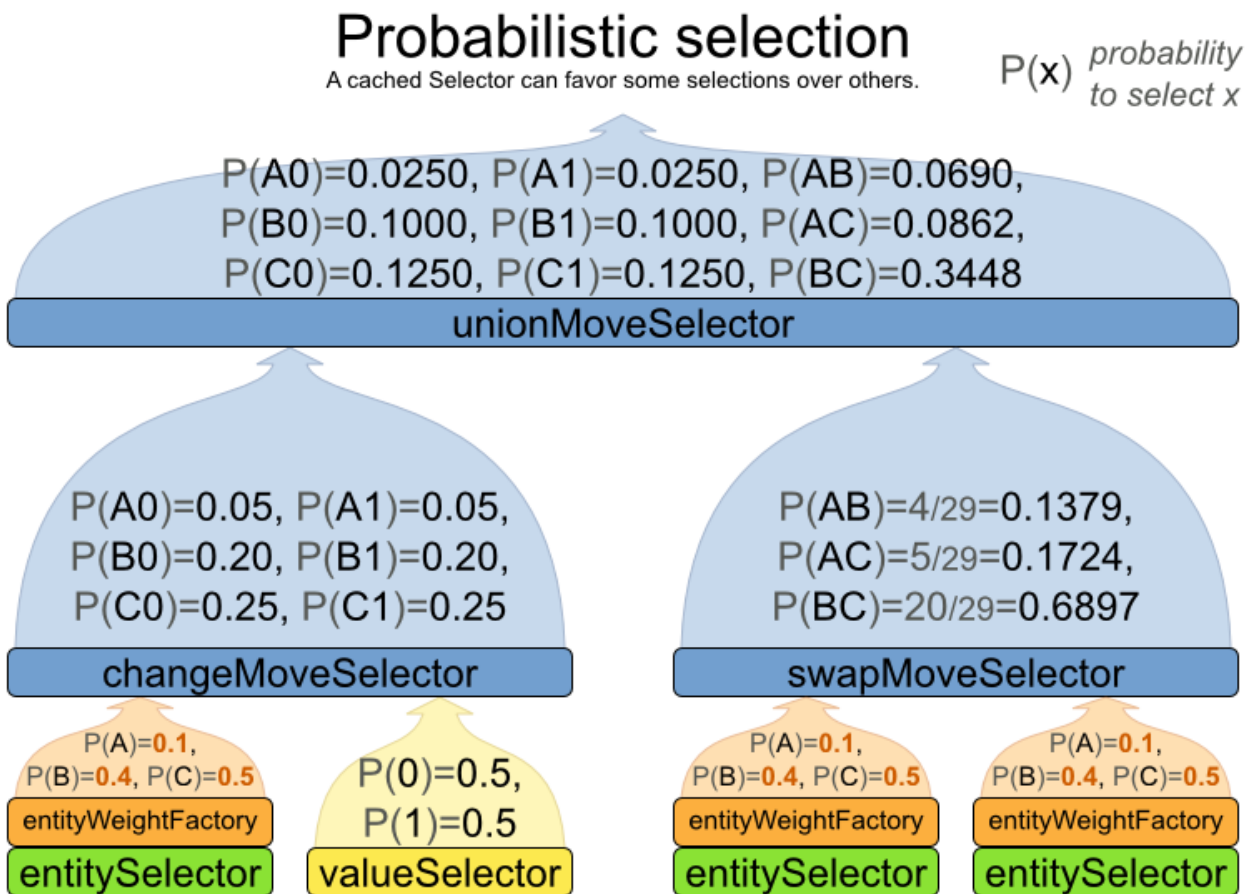 Probabilistic selection
A cached Selector can favor some selections over others.
P(x) probability
to select x
P(A0)=0.0250, P(A1)=0.0250, P(AB)=0.0690,
P(B0)=0.1000, P(B1)=0.1000, P(AC)=0.0862,
P(C0)=0.1250, P(C1)=0.1250, P(BC)=0.3448
unionMoveSelector
P(A0)=0.05, P(A1)=0.05,
P(B0)=0.20, P(B1)=0.20,
P(C0)=0.25, P(C1)=0.25
changeMoveSelector
P(AB)=4/29=0.1379,
P(AC)=5/29=0.1724,
P(BC)=20/29=0.6897
swapMoveSelector
P(A)=0.1,
P(B)=0.4, P(C)=0.5
entityWeightFactory
entitySelector
P(0)=0.5,
P(1)=0.5
valueSelector
P(A)=0.1,
P(B)=0.4, P(C)=0.5
entityWeightFactory
entitySelector
P(A)=0.1,
P(B)=0.4, P(C)=0.5
entityWeightFactory
entitySelector